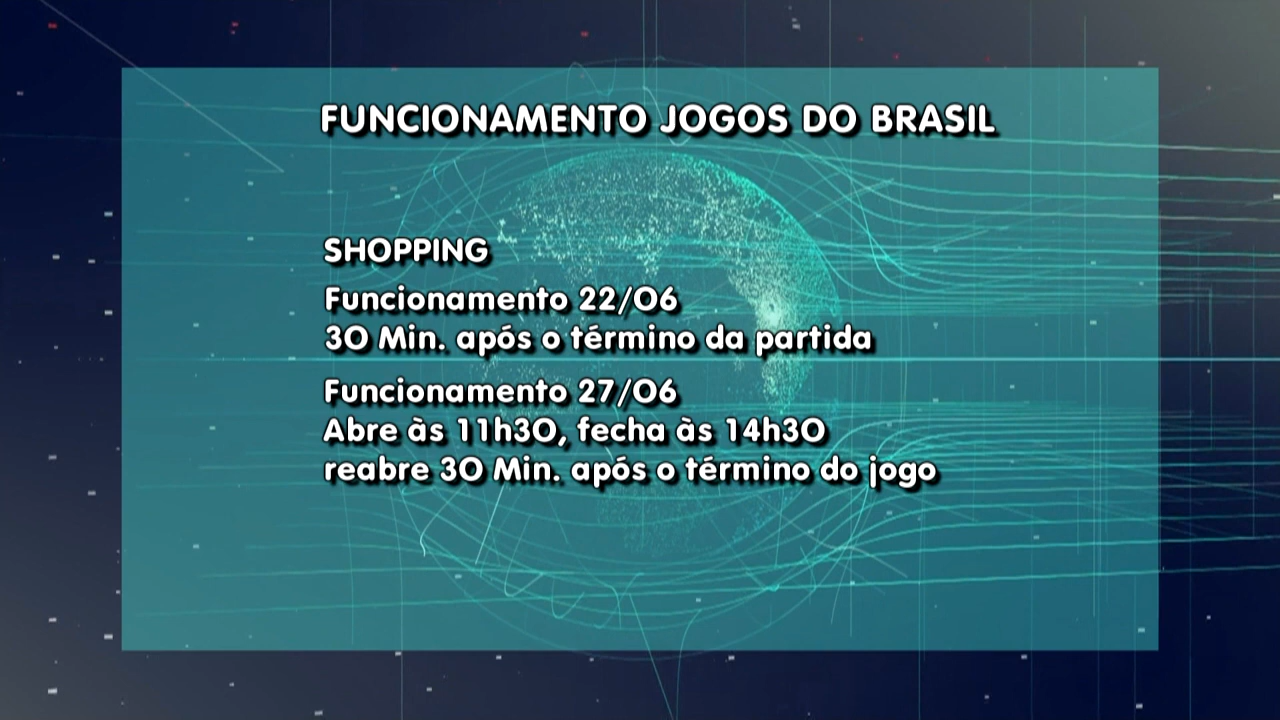 FUNCIONAMENTO JOGOS DO BRASIL
SHOPPING
Funcionamento 22/06
30 Min. após o término da partida
Funcionamento 27/06
Abre às 11h30, fecha às 14h30
reabre 30 Min. após o término do jogo